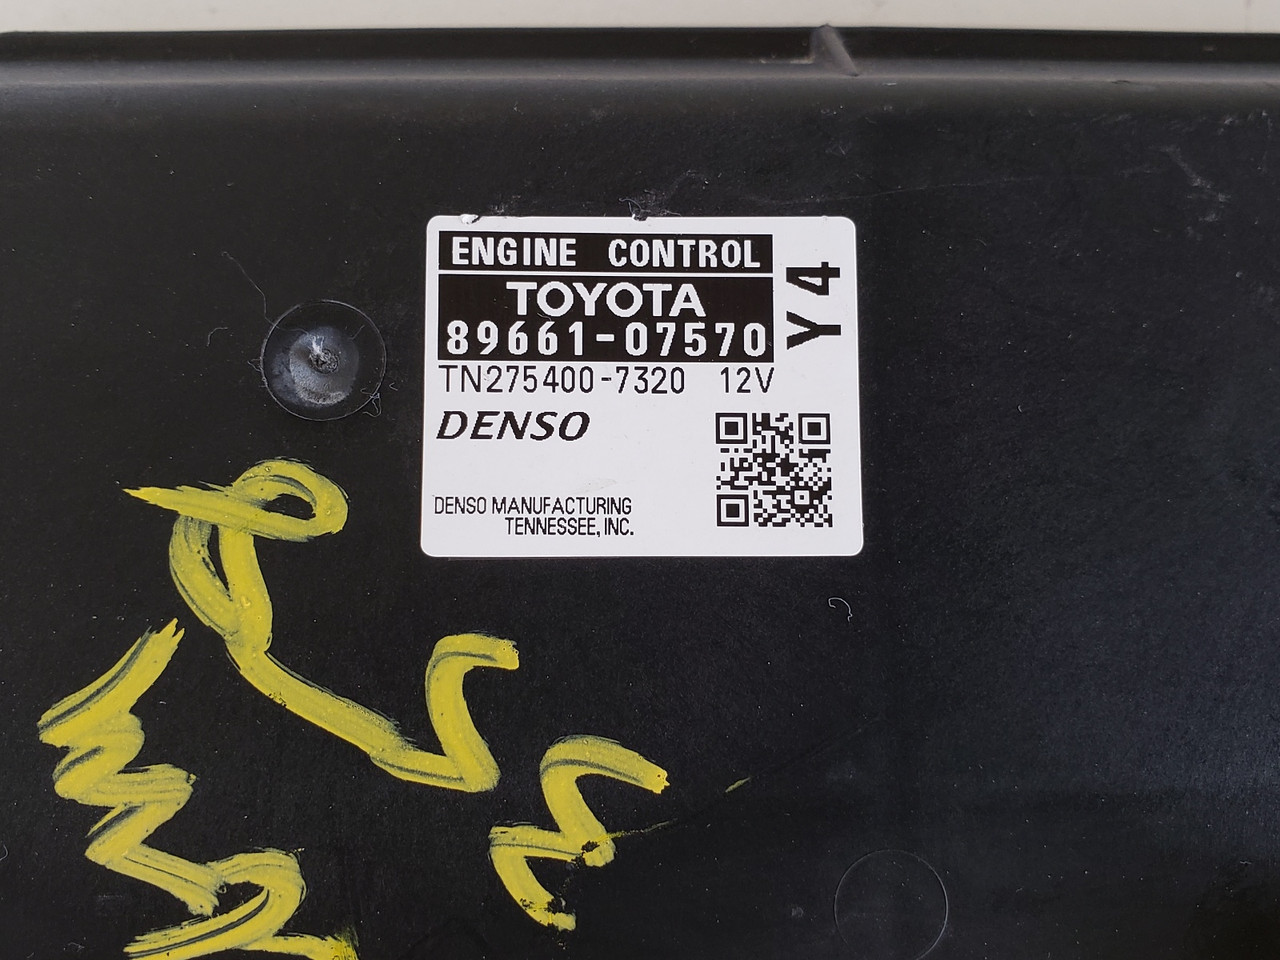 ENGINE CONTROL
TOYOTA
89661-07570
Y4
TN275400-7320 12V
DENSO
DENSO MANUFACTURING
TENNESSEE, INC.